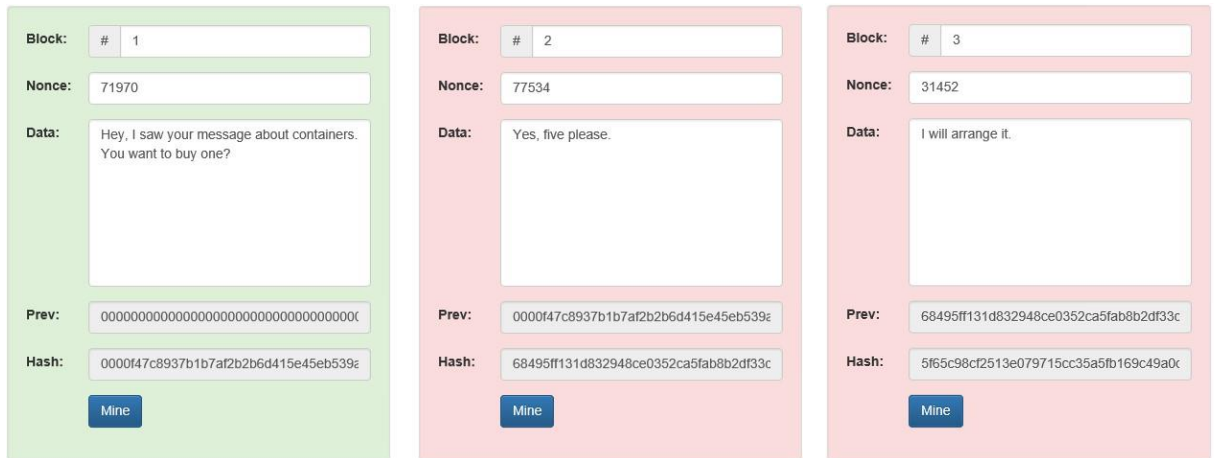 Block: # 1
Nonce: 71970
Data: Hey, I saw your message about containers.
You want to buy one?
Prev: 000000000000000000000000000000000
Hash: 0000f47c8937b1b7af2b2b6d415e45eb539a
Mine
Block: # 2
Nonce: 77534
Data: Yes, five please.
Prev: 0000f47c8937b1b7af2b2b6d415e45eb539a
Hash: 68495ff131d832948ce0352ca5fab8b2df33c
Mine
Block: # 3
Nonce: 31452
Data: I will arrange it.
Prev: 68495ff131d832948ce0352ca5fab8b2df33c
Hash: 5f65c98cf2513e079715cc35a5fb169c49a0c
Mine